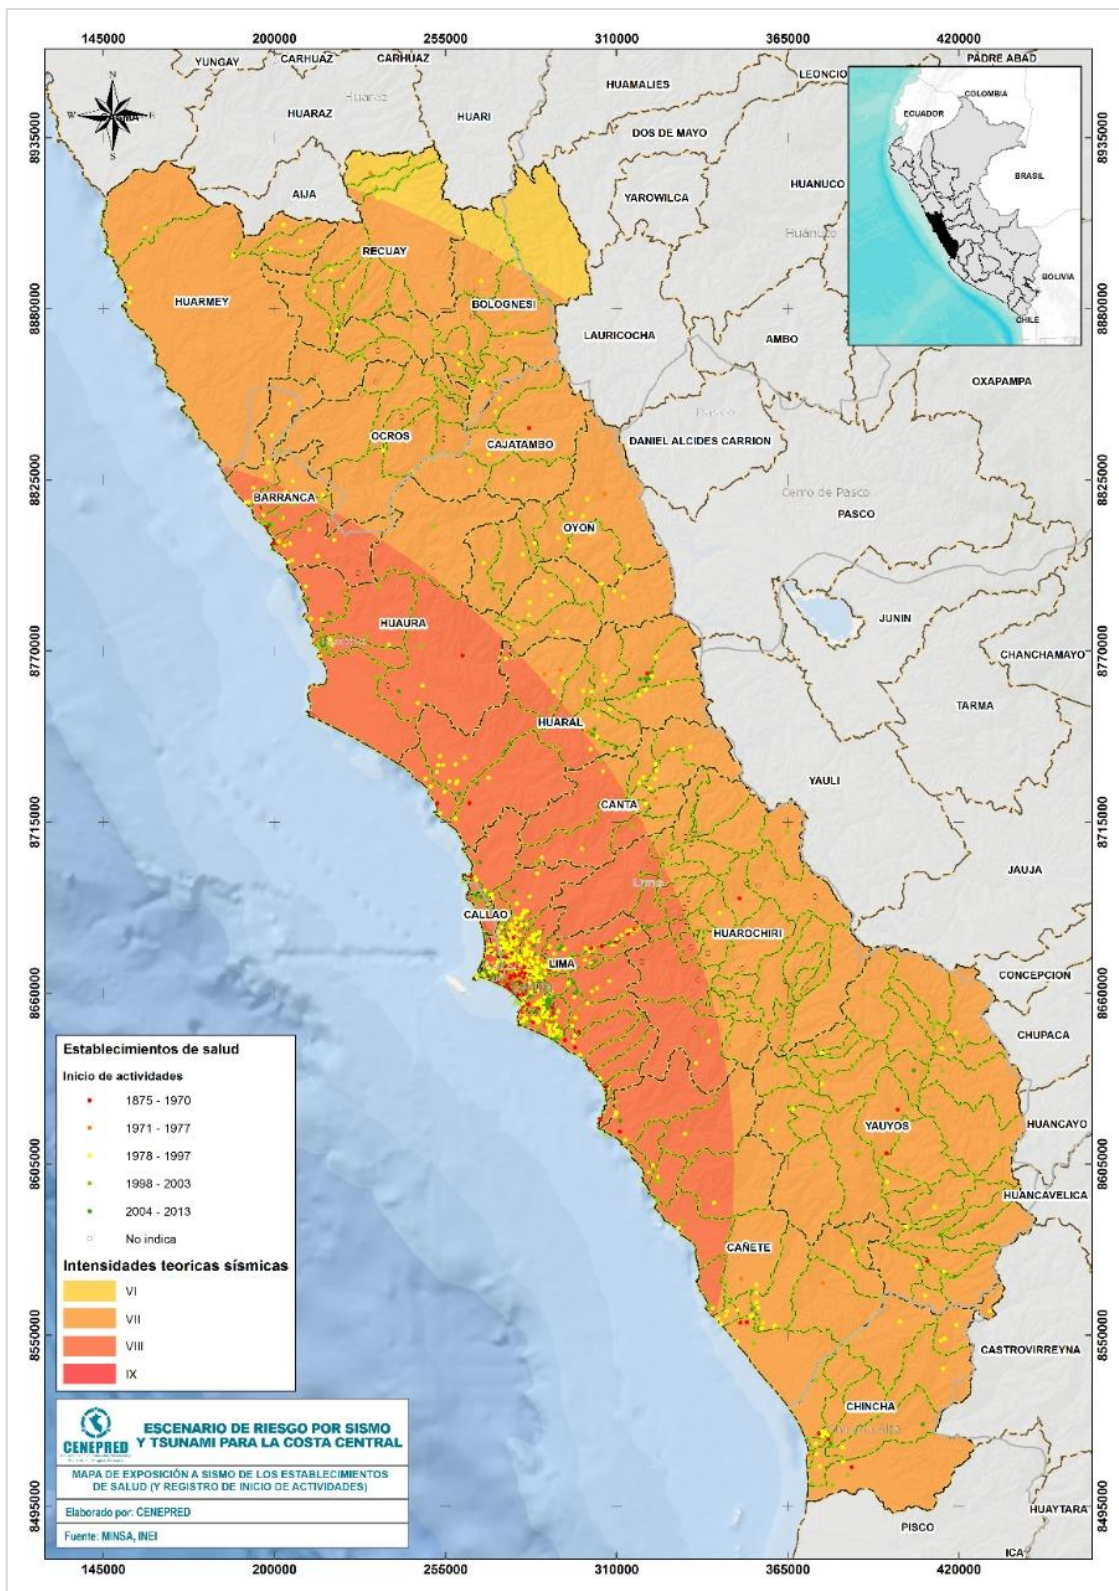 145000 200000 255000 310000 365000 420000
YUNGAY
CARHUAZ
CARHUAZ
HUARAZ
Huaraz
HUARI
HUAMALIES
LEONCIO
PADRE ABAD
N
W
E
S
COLOMBIA
ECUADOR
BRASIL
BOLIVIA
CHILE
8935000
8935000
DOS DE MAYO
AIJA
YAROWILCA
HUANUCO
Huánuco
RECUAY
HUARMEY
BOLOGNESI
8880000
8880000
LAURICOCHA
AMBO
OXAPAMPA
Pasco
OCROS
CAJATAMBO
DANIEL ALCIDES CARRION
8825000
8825000
BARRANCA
Cerro de Pasco
PASCO
OYON
HUAURA
JUNIN
8770000
8770000
CHANCHAMAYO
TARMA
HUARAL
YAULI
CANTA
8715000
8715000
JAUJA
Lima
CALLAO
HUAROCHIRI
LIMA
CONCEPCION
8660000
8660000
CHUPACA
HUANCAYO
YAUYOS
8605000
8605000
HUANCAVELICA
CAÑETE
8550000
8550000
CASTROVIRREYNA
CHINCHA
Chincha Alta
8495000
8495000
HUAYTARA
PISCO
ICA
Establecimientos de salud
Inicio de actividades
1875 - 1970
1971 - 1977
1978 - 1997
1998 - 2003
2004 - 2013
No indica
Intensidades teoricas sísmicas
VI
VII
VIII
IX
CENEPRED
ESCENARIO DE RIESGO POR SISMO
Y TSUNAMI PARA LA COSTA CENTRAL
MAPA DE EXPOSICIÓN A SISMO DE LOS ESTABLECIMIENTOS
DE SALUD (Y REGISTRO DE INICIO DE ACTIVIDADES)
Elaborado por: CENEPRED
Fuente: MINSA, INEI
145000 200000 255000 310000 365000 420000